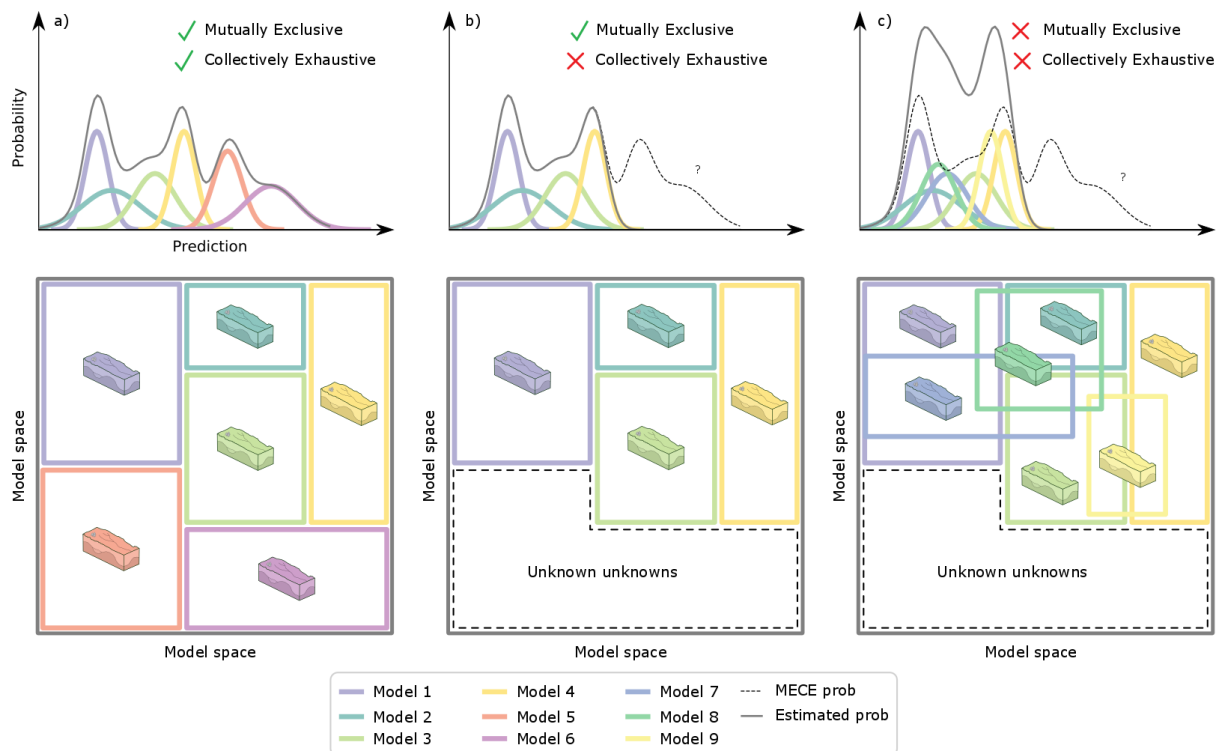 a)
Mutually Exclusive
Collectively Exhaustive
Probability
Prediction
b)
Mutually Exclusive
Collectively Exhaustive
?
c)
Mutually Exclusive
Collectively Exhaustive
?
Model space
Model space
Model space
Unknown unknowns
Model space
Model space
Unknown unknowns
Model space
Model 1
Model 2
Model 3
Model 4
Model 5
Model 6
Model 7
Model 8
Model 9
MECE prob
Estimated prob